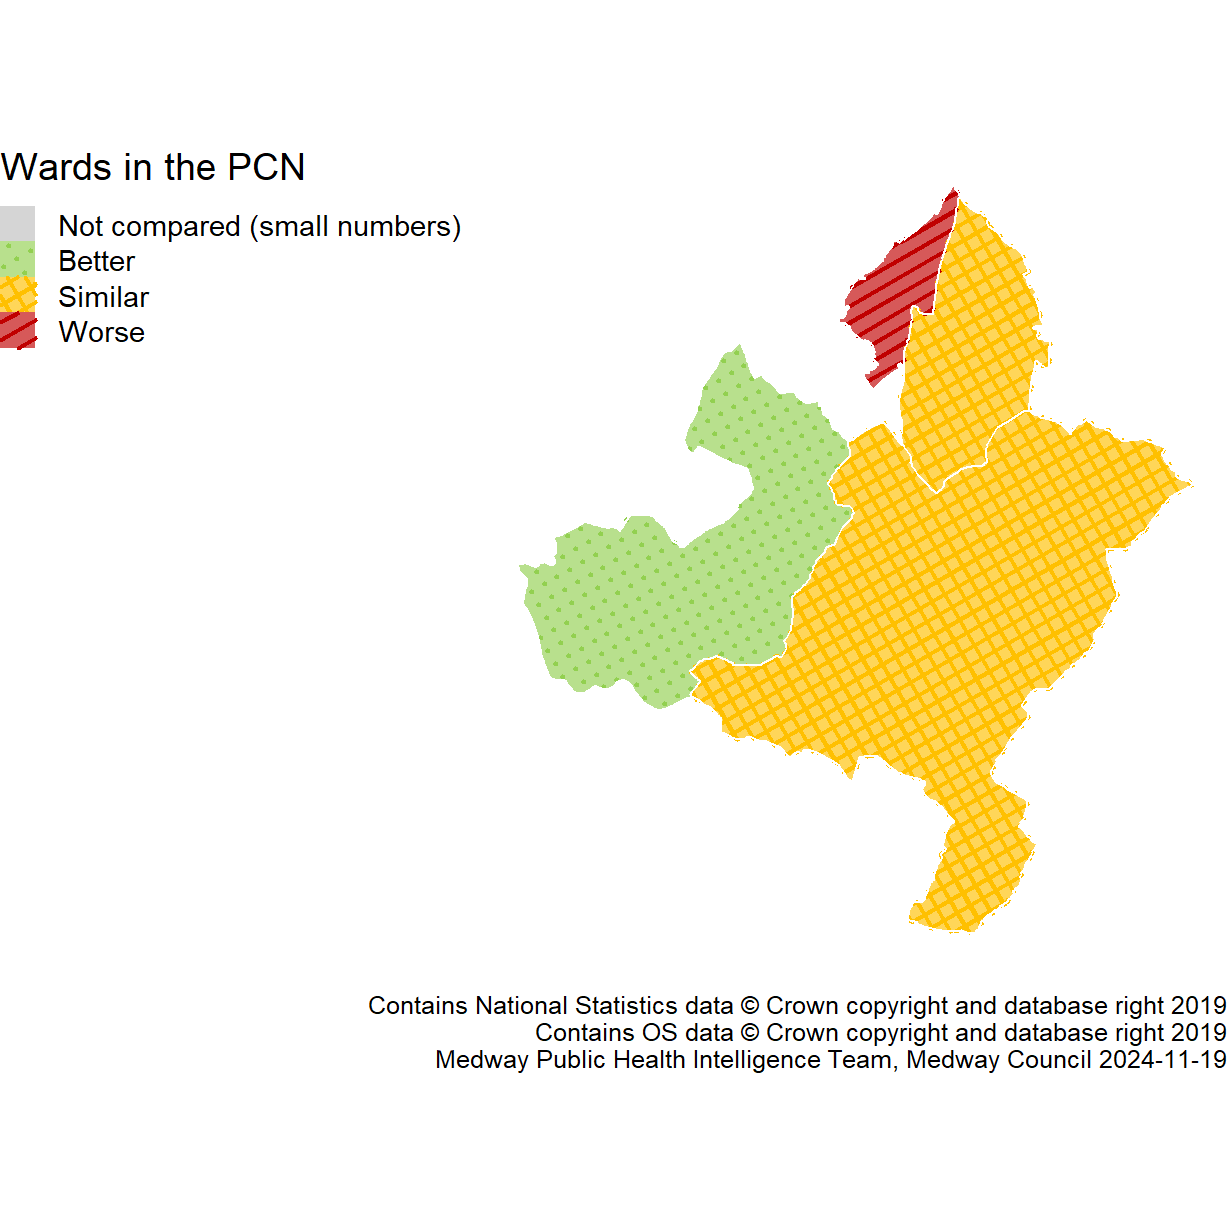 Wards in the PCN
Not compared (small numbers)
Better
Similar
Worse
Contains National Statistics data © Crown copyright and database right 2019
Contains OS data © Crown copyright and database right 2019
Medway Public Health Intelligence Team, Medway Council 2024-11-19